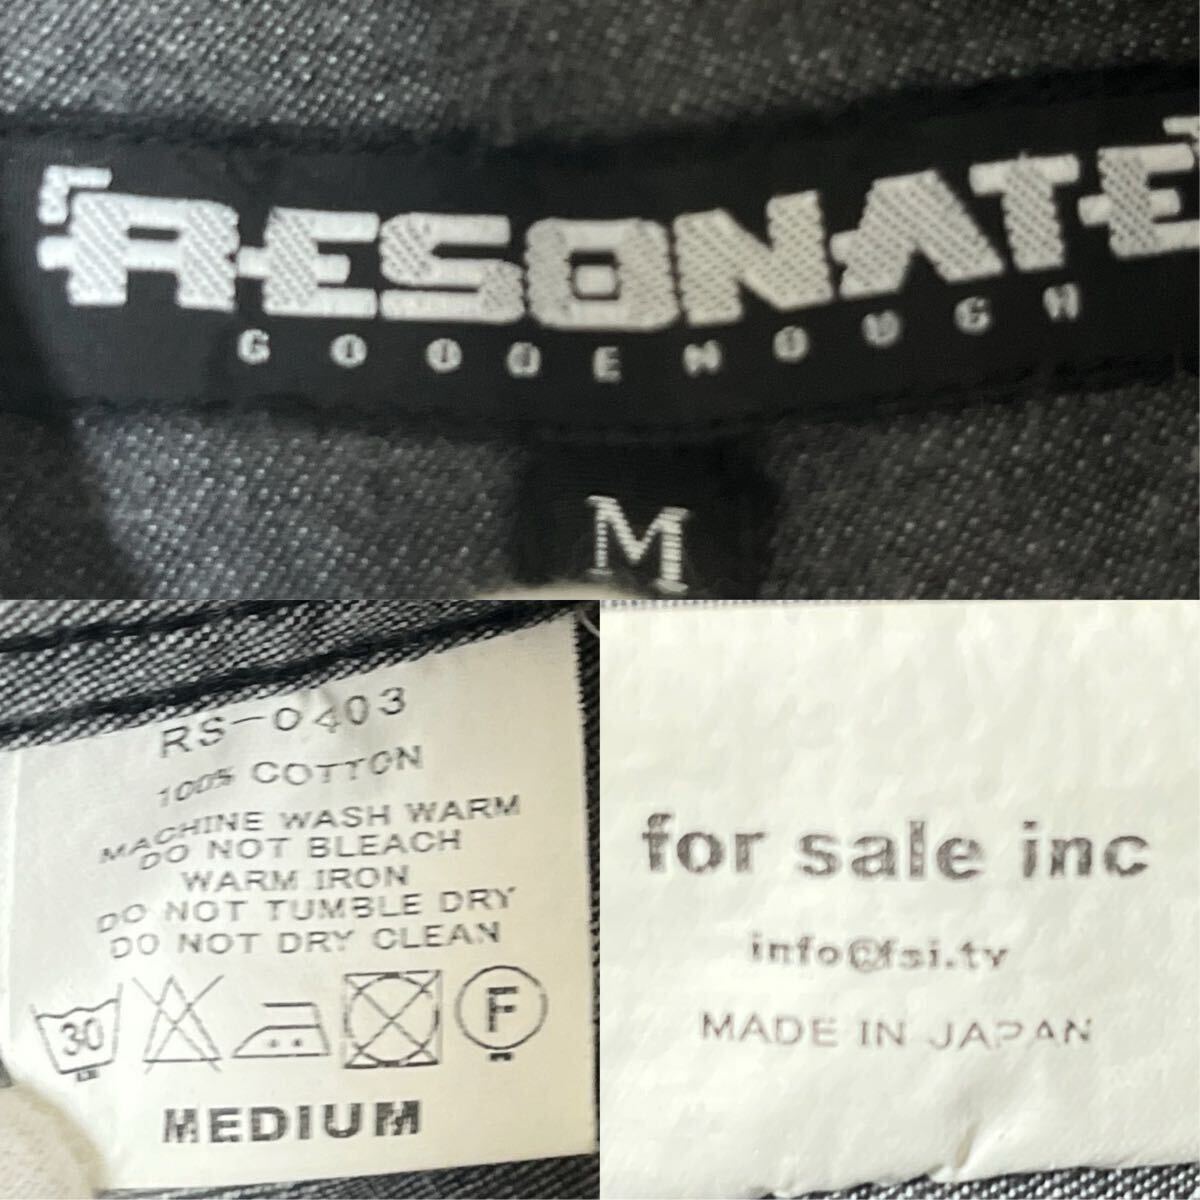 RESONATE
GOODENOUGH
M
RS-0403
100% COTTON
MACHINE WASH WARM
DO NOT BLEACH
WARM IRON
DO NOT TUMBLE DRY
DO NOT DRY CLEAN
30
F
MEDIUM
for sale inc
info@fsi.tv
MADE IN JAPAN